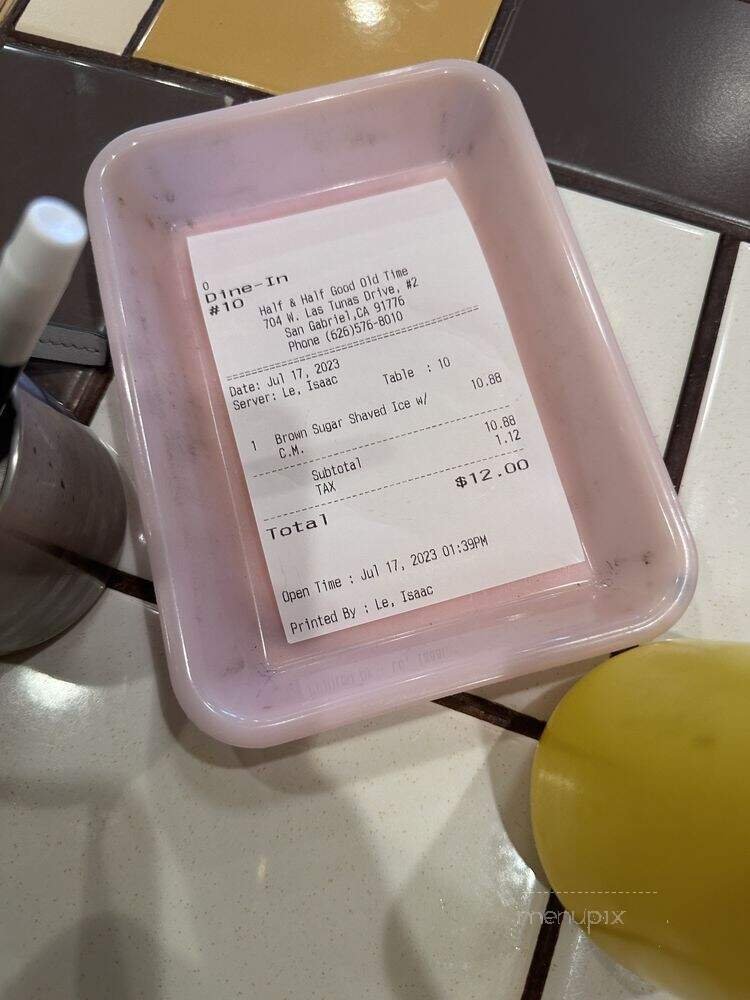 0
Dine-In
#10
Half & Half Good Old Time
704 W. Las Tunas Drive, #2
San Gabriel,CA 91776
Phone (626)576-8010
Date: Jul 17, 2023
Server: Le, Isaac Table : 10
1 Brown Sugar Shaved Ice w/ 10.88
C.M.
Subtotal 10.88
TAX 1.12
Total $12.00
Open Time : Jul 17, 2023 01:39PM
Printed By : Le, Isaac
menupix